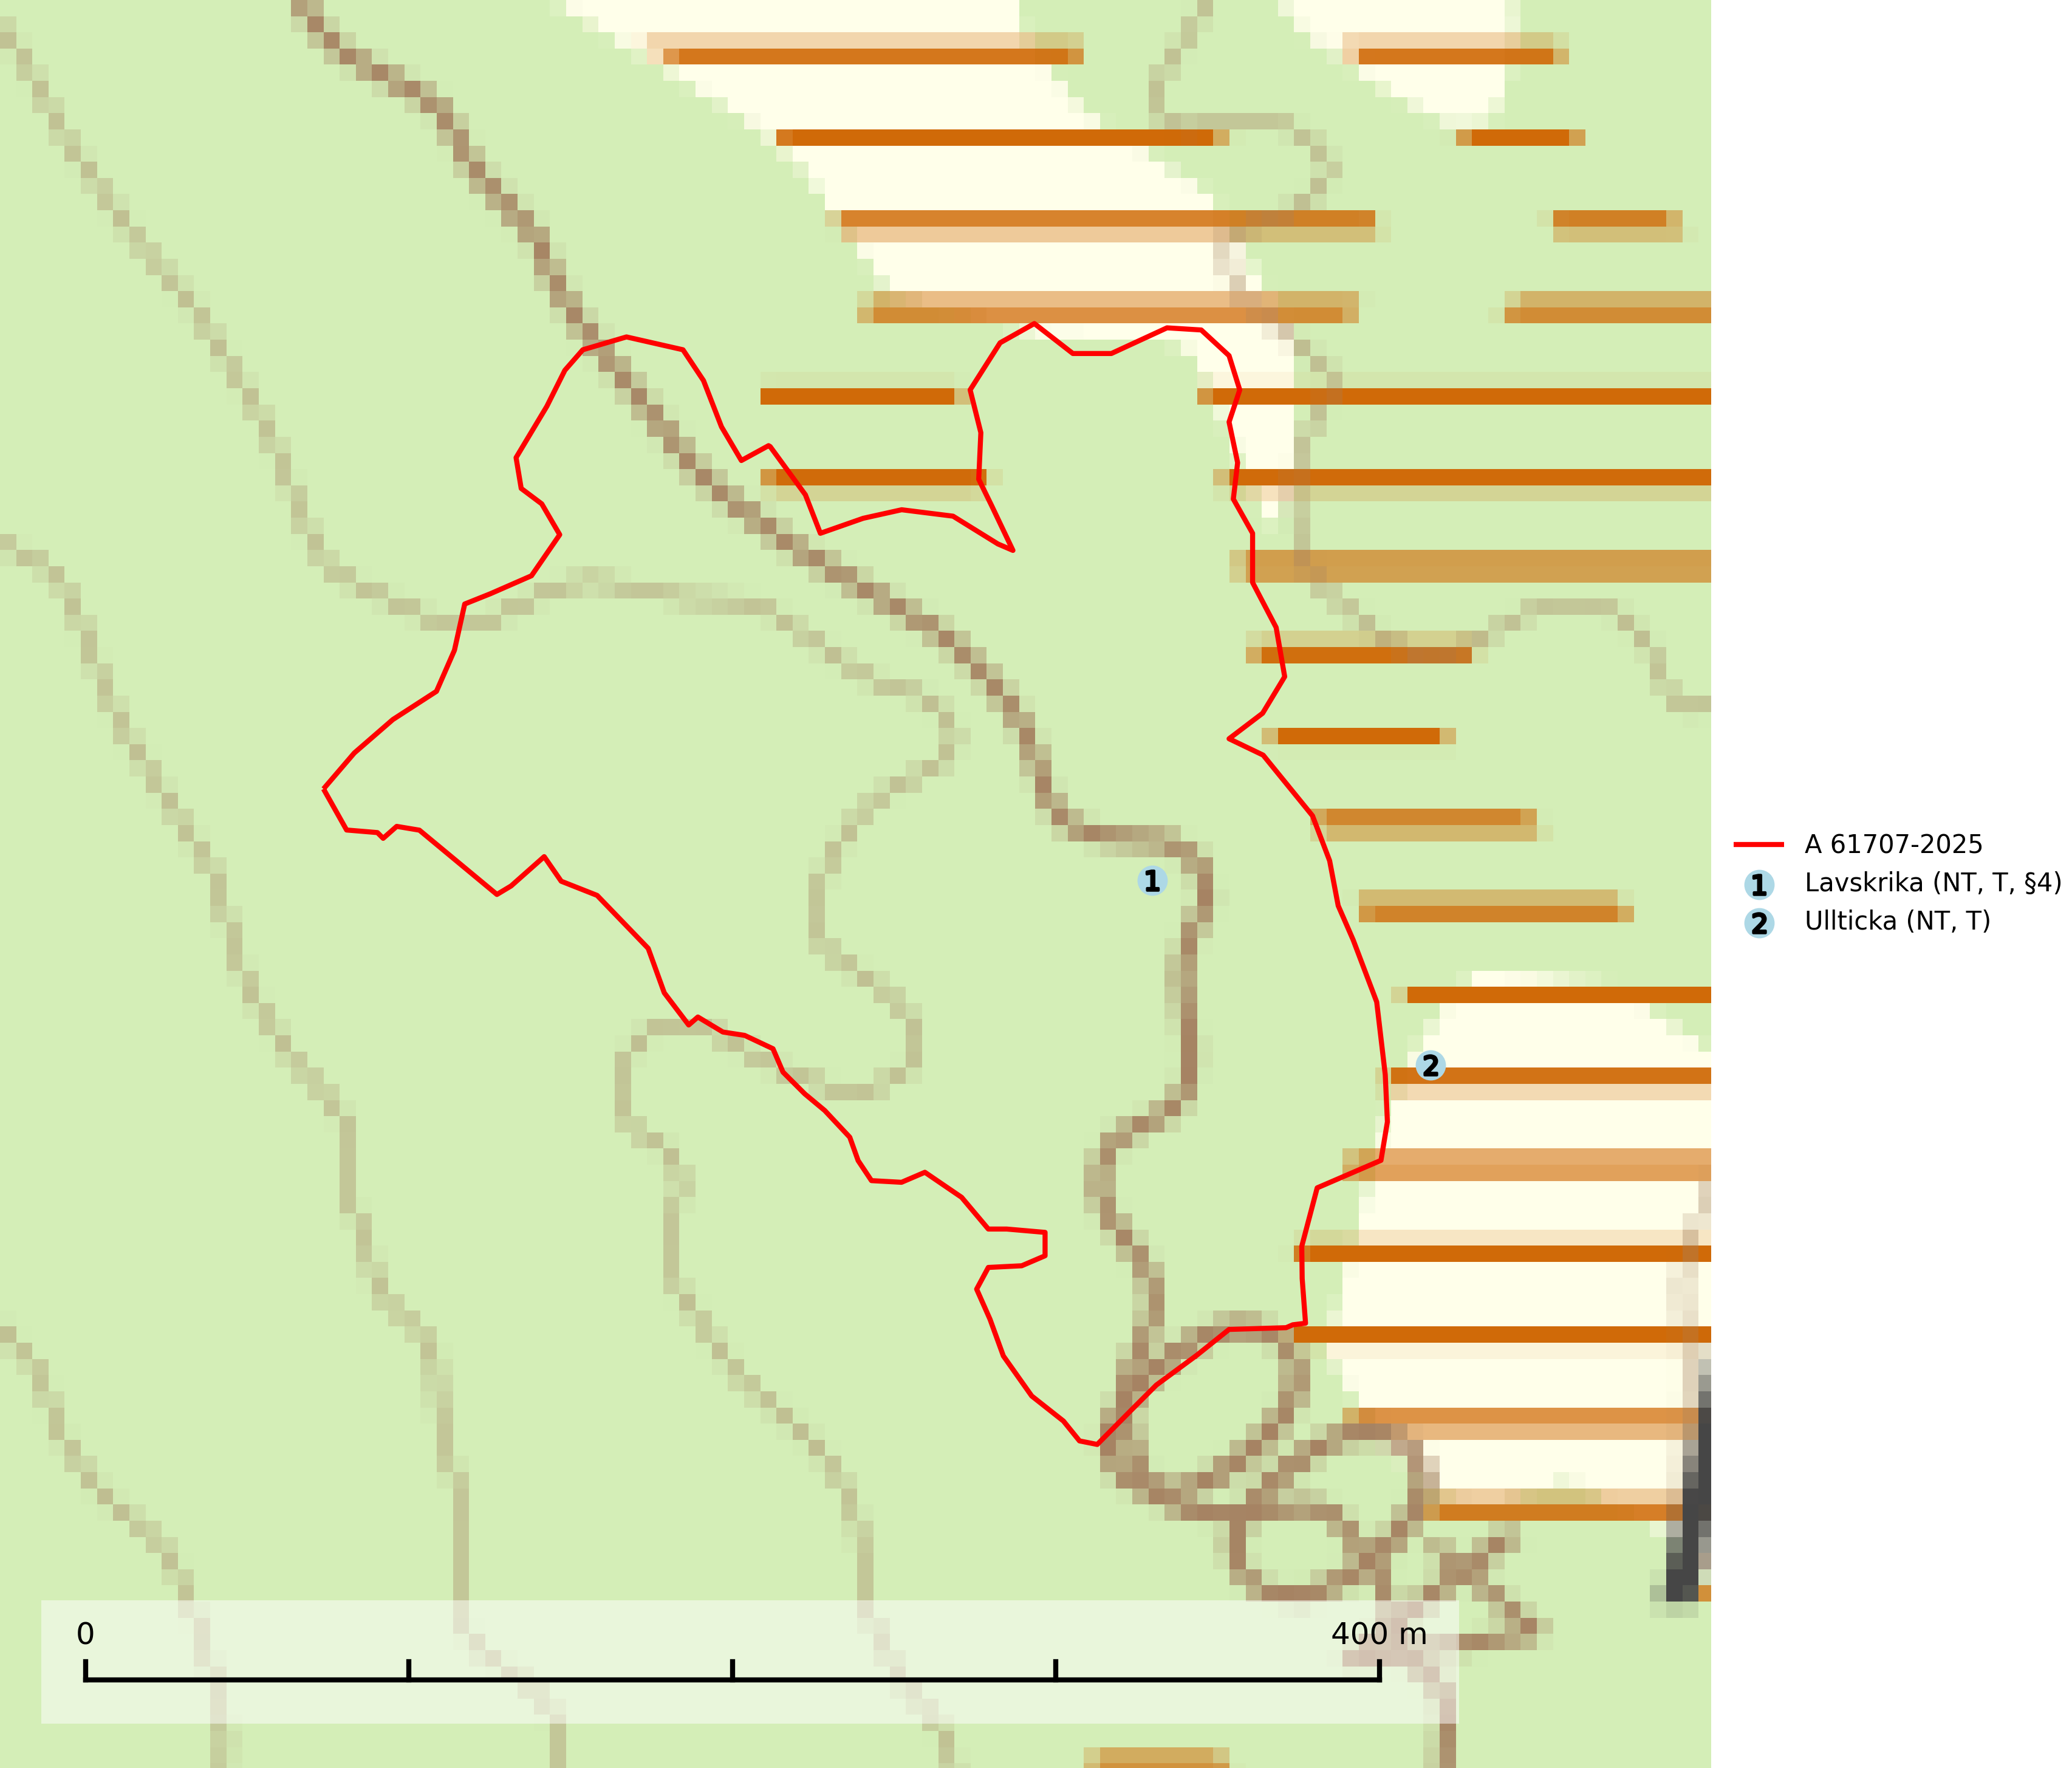 1
2
A 61707-2025
1 Lavskrika (NT, T, §4)
2 Ullticka (NT, T)
0 400 m